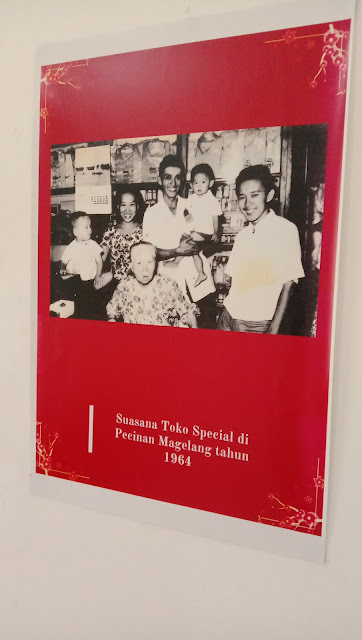 Suasana Toko Special di
Pecinan Magelang tahun
1964